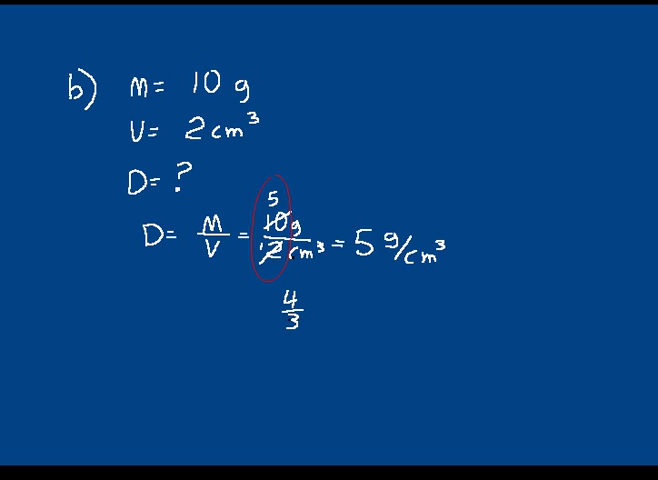 b) M = 10 g
V = 2 cm³
D = ?
5
D = M/V = 10g/2cm³ = 5 g/cm³
1
4/3